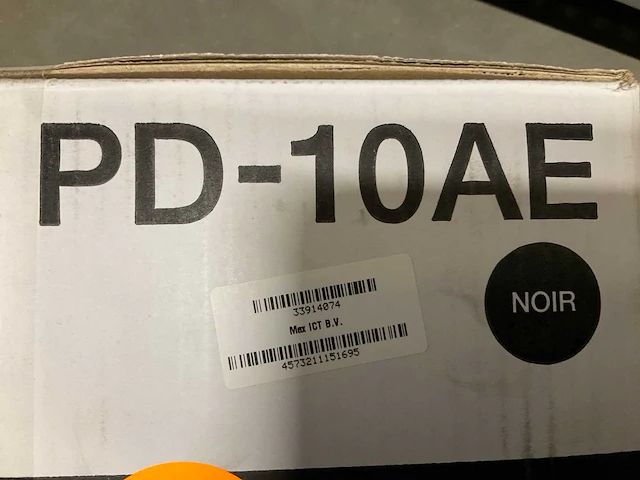 PD-10AE
NOIR
33914074
Max ICT B.V.
4573211151695